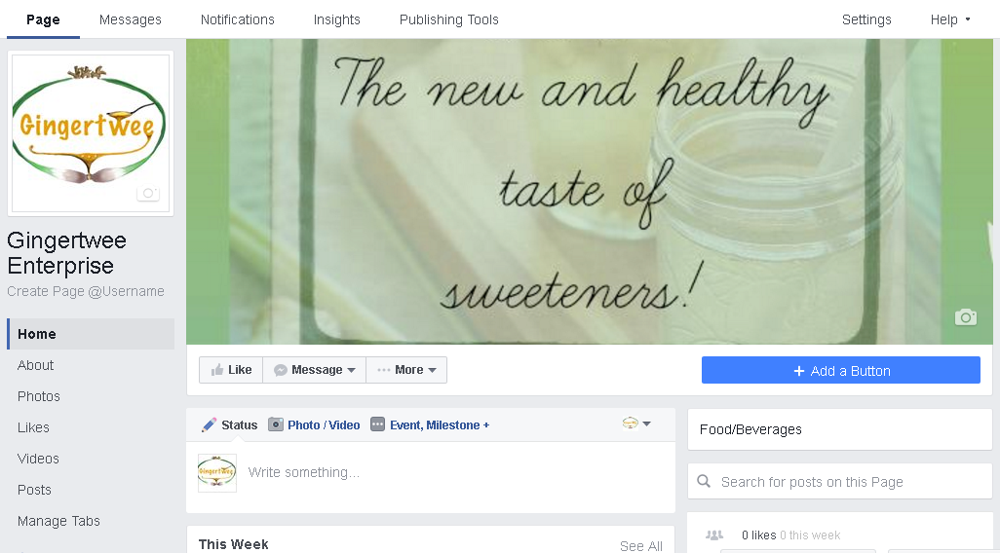 Page Messages Notifications Insights Publishing Tools Settings Help
Gingertwee
The new and healthy
taste of
sweeteners!
Gingertwee
Enterprise
Create Page @Username
Home
About
Photos
Likes
Videos
Posts
Manage Tabs
Like Message More + Add a Button
Status Photo / Video Event, Milestone +
Gingertwee Write something...
This Week See All
Food/Beverages
Search for posts on this Page
0 likes 0 this week